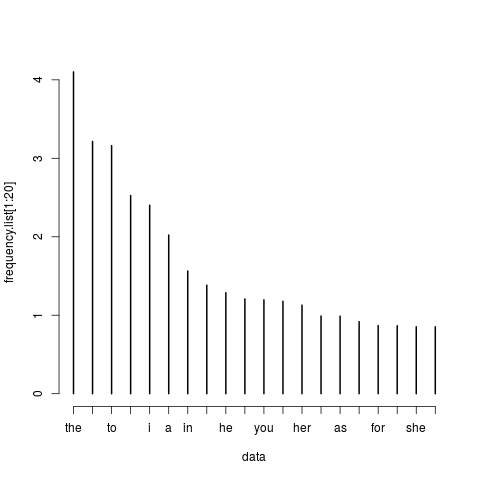 frequency.list[1:20]
4
3
2
1
0
the to i a in he you her as for she
data